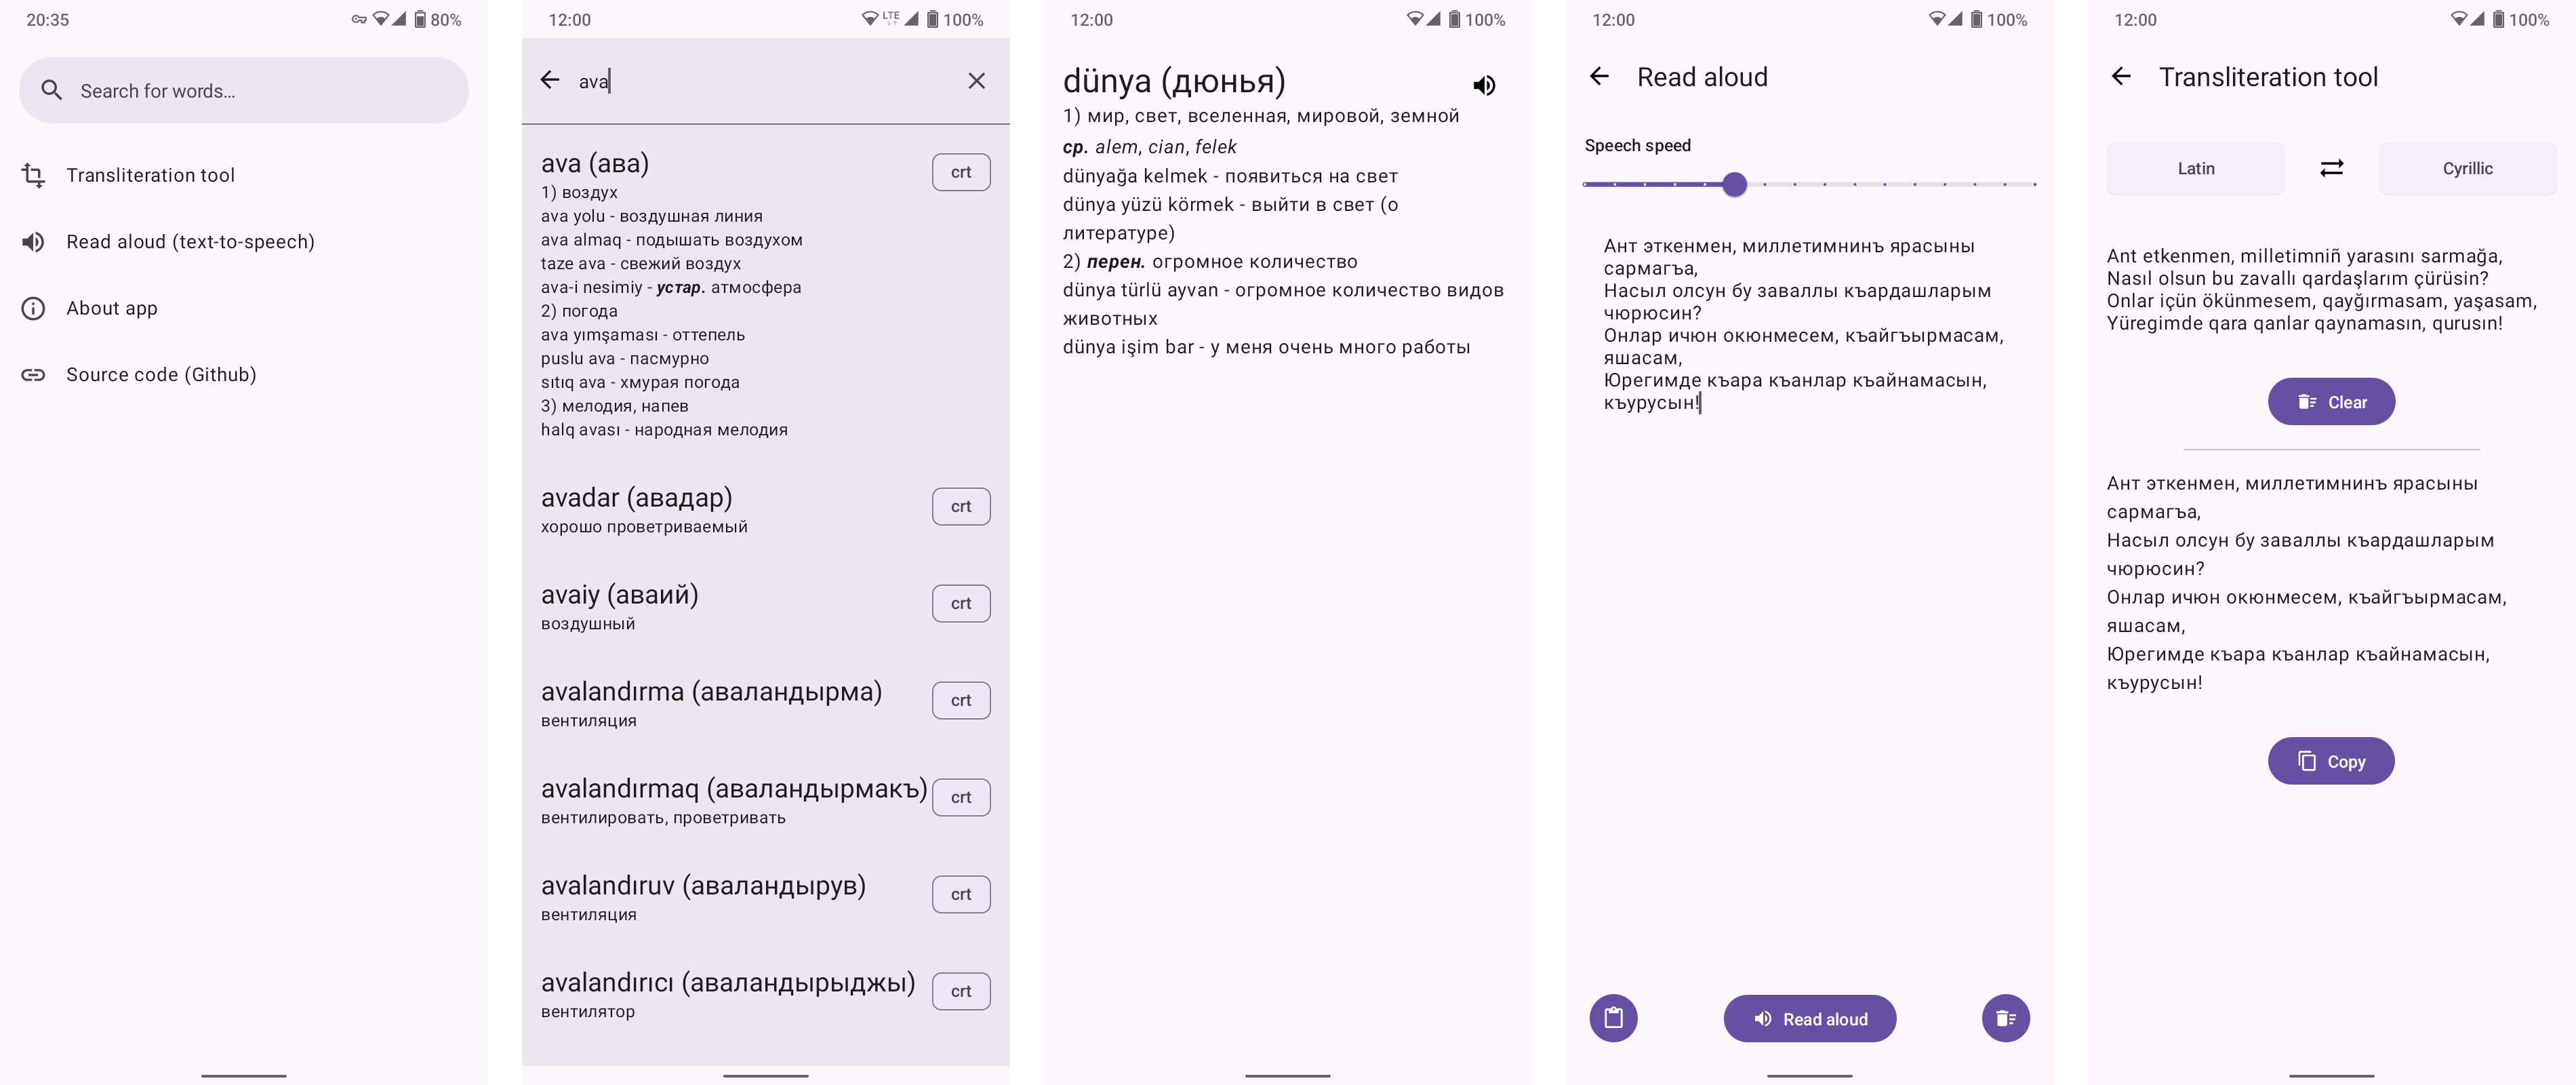 20:35
80%
Search for words...
Transliteration tool
Read aloud (text-to-speech)
About app
Source code (Github)
12:00
LTE
100%
ava
ava (ава)
crt
1) воздух
ava yolu - воздушная линия
ava almaq - подышать воздухом
taze ava - свежий воздух
ava-i nesimiy - устар. атмосфера
2) погода
ava yımşaması - оттепель
puslu ava - пасмурно
sıtıq ava - хмурая погода
3) мелодия, напев
halq avası - народная мелодия
avadar (авадар)
crt
хорошо проветриваемый
avaiy (аваий)
crt
воздушный
avalandırma (аваландырма)
crt
вентиляция
avalandırmaq (аваландырмакъ)
crt
вентилировать, проветривать
avalandıruv (аваландырув)
crt
вентиляция
avalandırıcı (аваландырыджы)
crt
вентилятор
12:00
100%
dünya (дюнья)
1) мир, свет, вселенная, мировой, земной
ср. alem, cian, felek
dünyağa kelmek - появиться на свет
dünya yüzü körmek - выйти в свет (о
литературе)
2) перен. огромное количество
dünya türlü ayvan - огромное количество видов
животных
dünya işim bar - у меня очень много работы
12:00
100%
Read aloud
Speech speed
Ант эткенмен, миллетимнинъ ярасыны
сармагъа,
Насыл олсун бу заваллы къардашларым
чюрюсин?
Онлар ичюн окюнмесем, къайгъырмасам,
яшасам,
Юрегимде къара къанлар къайнамасын,
къурусын!
Read aloud
12:00
100%
Transliteration tool
Latin
Cyrillic
Ant etkenmen, milletimniñ yarasını sarmağa,
Nasıl olsun bu zavallı qardaşlarım çürüsin?
Onlar içün ökünmesem, qayğırmasam, yaşasam,
Yüregimde qara qanlar qaynamasın, qurusın!
Clear
Ант эткенмен, миллетимнинъ ярасыны
сармагъа,
Насыл олсун бу заваллы къардашларым
чюрюсин?
Онлар ичюн окюнмесем, къайгъырмасам,
яшасам,
Юрегимде къара къанлар къайнамасын,
къурусын!
Copy